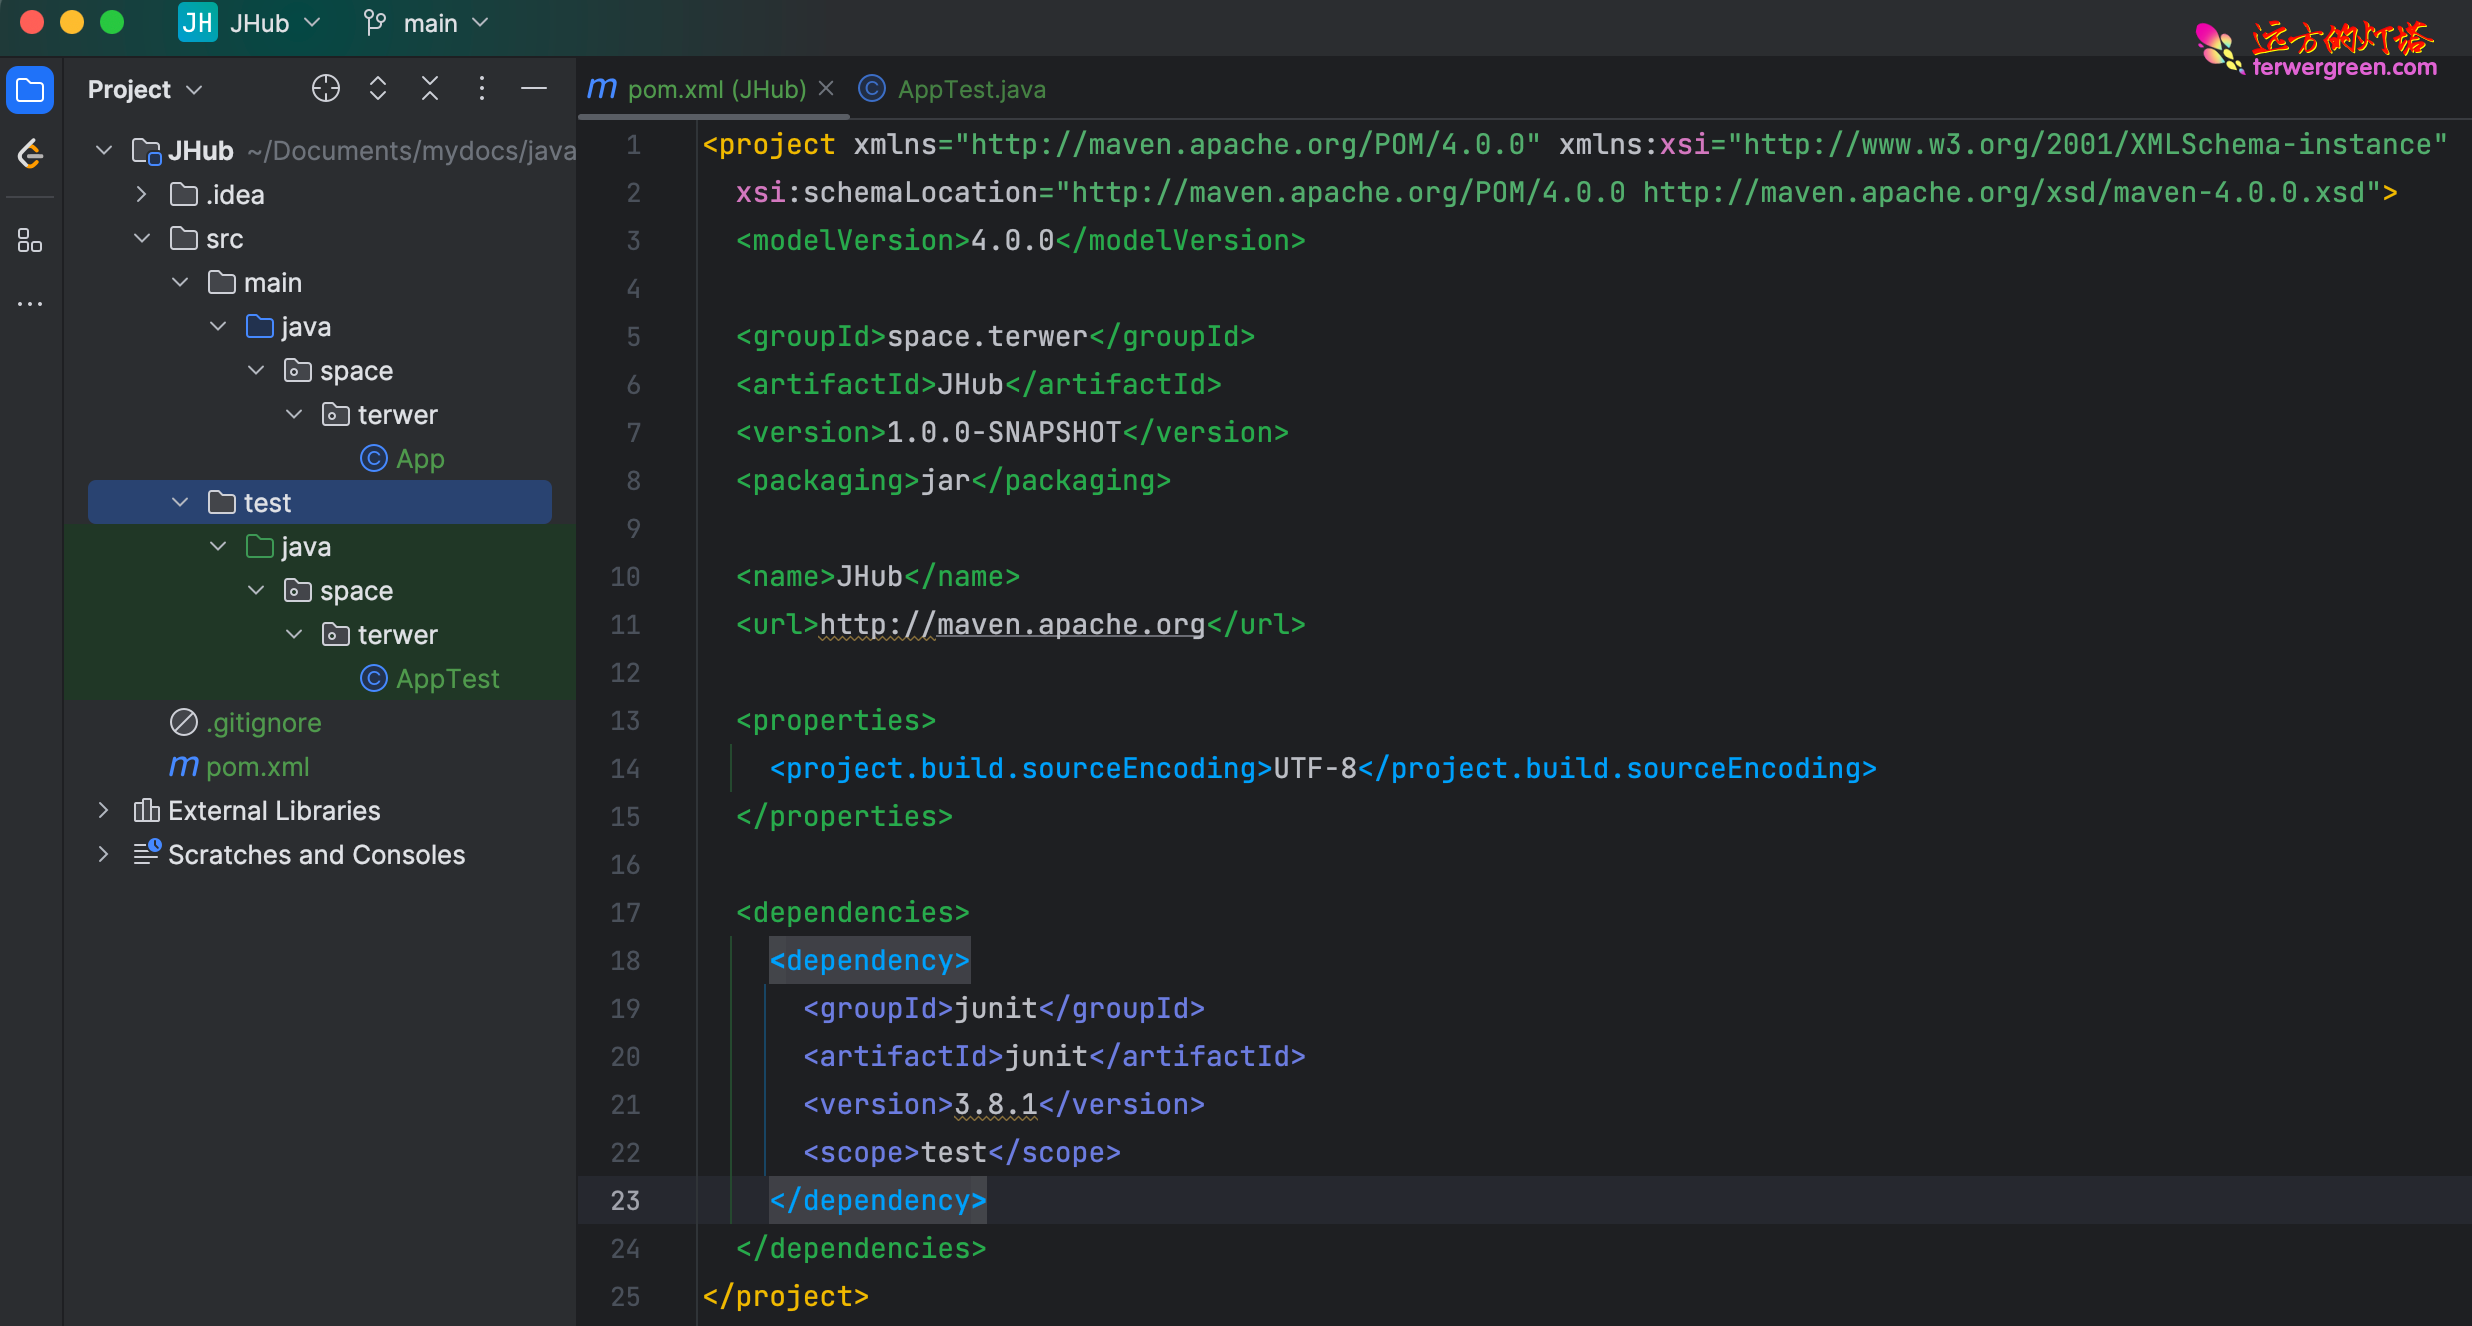 JH JHub main
远方的灯塔
terwergreen.com
Project
pom.xml (JHub) AppTest.java
JHub ~/Documents/mydocs/java
.idea
src
main
java
space
terwer
App
test
java
space
terwer
AppTest
.gitignore
pom.xml
External Libraries
Scratches and Consoles
1 <project xmlns="http://maven.apache.org/POM/4.0.0" xmlns:xsi="http://www.w3.org/2001/XMLSchema-instance"
2 xsi:schemaLocation="http://maven.apache.org/POM/4.0.0 http://maven.apache.org/xsd/maven-4.0.0.xsd">
3 <modelVersion>4.0.0</modelVersion>
4
5 <groupId>space.terwer</groupId>
6 <artifactId>JHub</artifactId>
7 <version>1.0.0-SNAPSHOT</version>
8 <packaging>jar</packaging>
9
10 <name>JHub</name>
11 <url>http://maven.apache.org</url>
12
13 <properties>
14 <project.build.sourceEncoding>UTF-8</project.build.sourceEncoding>
15 </properties>
16
17 <dependencies>
18 <dependency>
19 <groupId>junit</groupId>
20 <artifactId>junit</artifactId>
21 <version>3.8.1</version>
22 <scope>test</scope>
23 </dependency>
24 </dependencies>
25 </project>